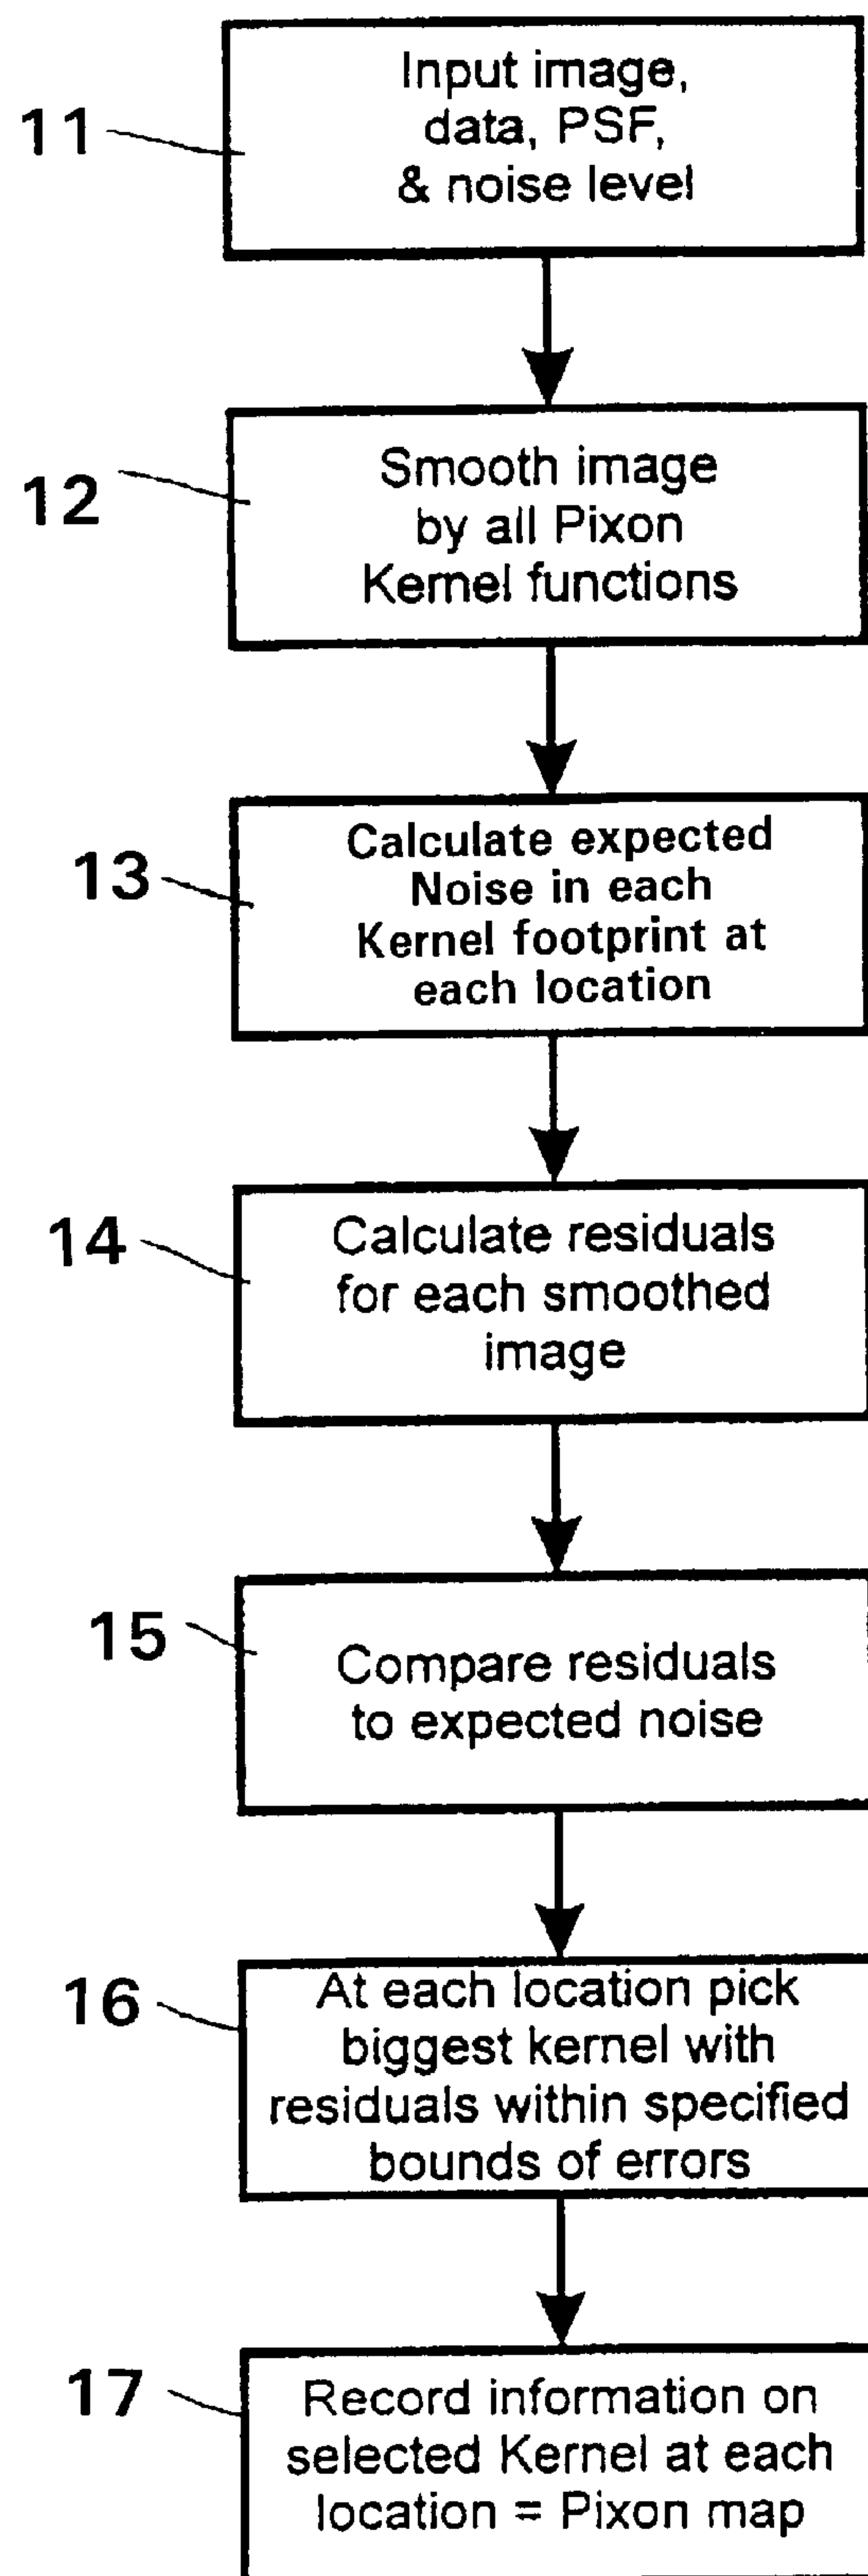 11
Input image,
data, PSF,
& noise level
12
Smooth image
by all Pixon
Kernel functions
13
Calculate expected
Noise in each
Kernel footprint at
each location
14
Calculate residuals
for each smoothed
image
15
Compare residuals
to expected noise
16
At each location pick
biggest kernel with
residuals within specified
bounds of errors
17
Record information on
selected Kernel at each
location = Pixon map